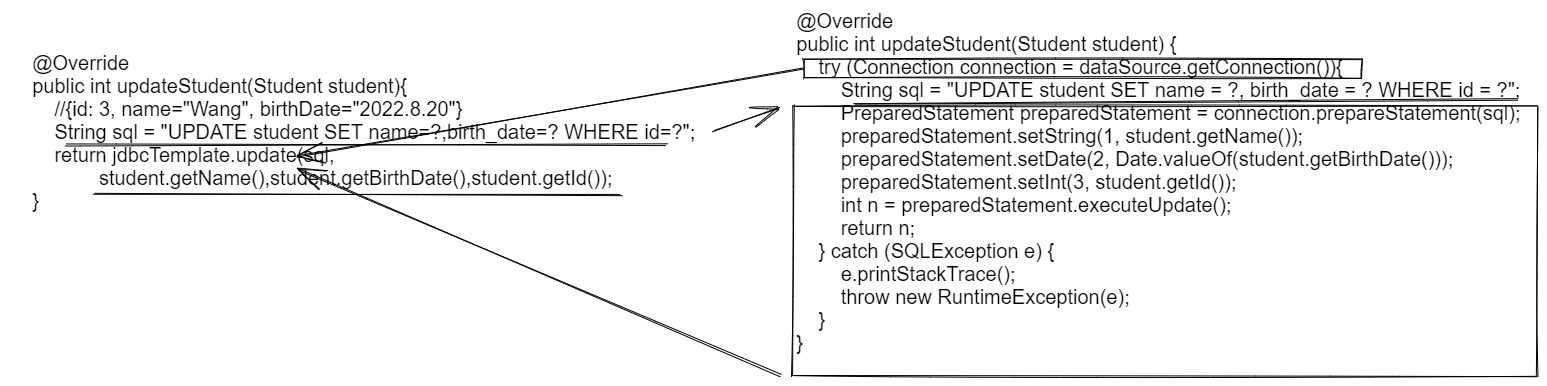 @Override
public int updateStudent(Student student){
//{id: 3, name="Wang", birthDate="2022.8.20"}
String sql = "UPDATE student SET name=?,birth_date=? WHERE id=?";
return jdbcTemplate.update(sql,
student.getName(),student.getBirthDate(),student.getId());
}
@Override
public int updateStudent(Student student) {
try (Connection connection = dataSource.getConnection()){
String sql = "UPDATE student SET name = ?, birth_date = ? WHERE id = ?";
PreparedStatement preparedStatement = connection.prepareStatement(sql);
preparedStatement.setString(1, student.getName());
preparedStatement.setDate(2, Date.valueOf(student.getBirthDate()));
preparedStatement.setInt(3, student.getId());
int n = preparedStatement.executeUpdate();
return n;
} catch (SQLException e) {
e.printStackTrace();
throw new RuntimeException(e);
}
}